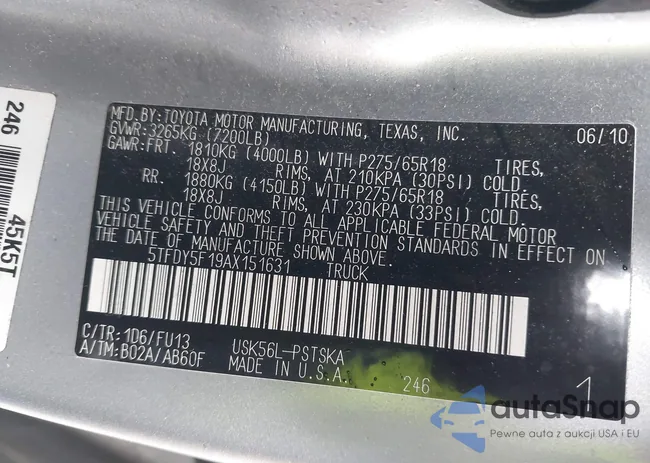 246
45K5T
MFD.BY:TOYOTA MOTOR MANUFACTURING, TEXAS, INC. 06/10
GVWR:3265KG (7200LB)
GAWR:FRT. 1810KG (4000LB) WITH P275/65R18 TIRES,
18X8J RIMS, AT 210KPA (30PSI) COLD.
RR. 1880KG (4150LB) WITH P275/65R18 TIRES,
18X8J RIMS, AT 230KPA (33PSI) COLD.
THIS VEHICLE CONFORMS TO ALL APPLICABLE FEDERAL MOTOR
VEHICLE SAFETY AND THEFT PREVENTION STANDARDS IN EFFECT ON
THE DATE OF MANUFACTURE SHOWN ABOVE.
5TFDY5F19AX151631 TRUCK
C/TR:1D6/FU13 USK56L-PSTSKA
A/TM:B02A/AB60F MADE IN U.S.A. 246 1
autoSnap
Pewne auta z aukcji USA i EU